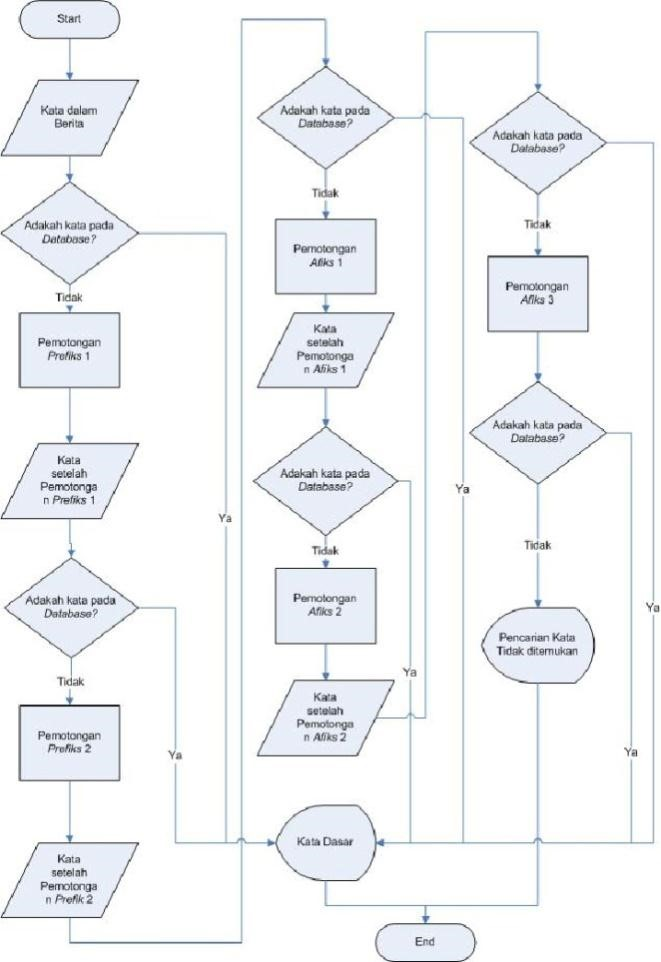 Start
Kata dalam
Berita
Adakah kata pada
Database?
Tidak
Pemotongan
Prefiks 1
Kata
setelah
Pemotonga
n Prefiks 1
Ya
Adakah kata pada
Database?
Tidak
Pemotongan
Prefiks 2
Ya
Kata
setelah
Pemotonga
n Prefik 2
Adakah kata pada
Database?
Tidak
Pemotongan
Afiks 1
Kata
setelah
Pemotonga
n Afiks 1
Adakah kata pada
Database?
Ya
Tidak
Pemotongan
Afiks 2
Ya
Kata
setelah
Pemotonga
n Afiks 2
Kata Dasar
Adakah kata pada
Database?
Tidak
Pemotongan
Afiks 3
Adakah kata pada
Database?
Tidak
Ya
Pencarian Kata
Tidak ditemukan
Ya
End